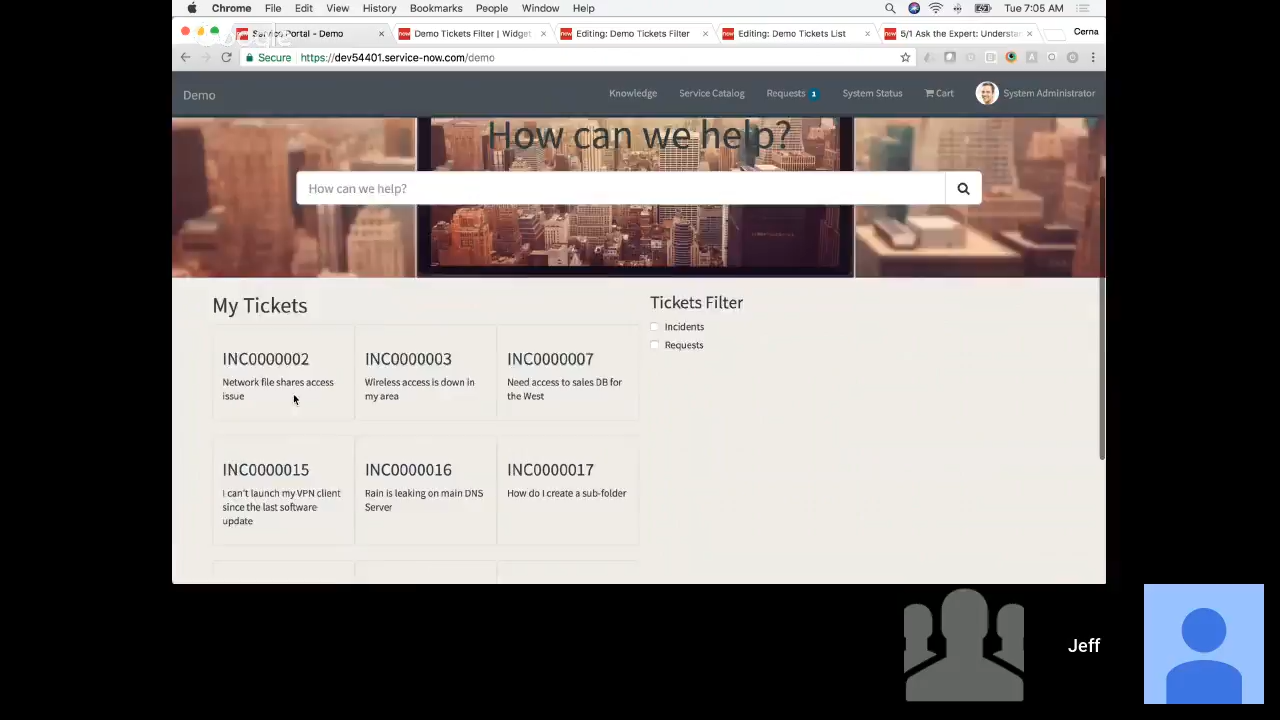 Chrome File Edit View History Bookmarks People Window Help Tue 7:05 AM
Service Portal - Demo
Demo Tickets Filter | Widget
Editing: Demo Tickets Filter
Editing: Demo Tickets List
5/1 Ask the Expert: Understan
Cerna
Secure https://dev54401.service-now.com/demo
Demo Knowledge Service Catalog Requests 1 System Status Cart System Administrator
How can we help?
How can we help?
My Tickets
INC0000002
Network file shares access
issue
INC0000003
Wireless access is down in
my area
INC0000007
Need access to sales DB for
the West
INC0000015
I can't launch my VPN client
since the last software
update
INC0000016
Rain is leaking on main DNS
Server
INC0000017
How do I create a sub-folder
Tickets Filter
Incidents
Requests
Jeff